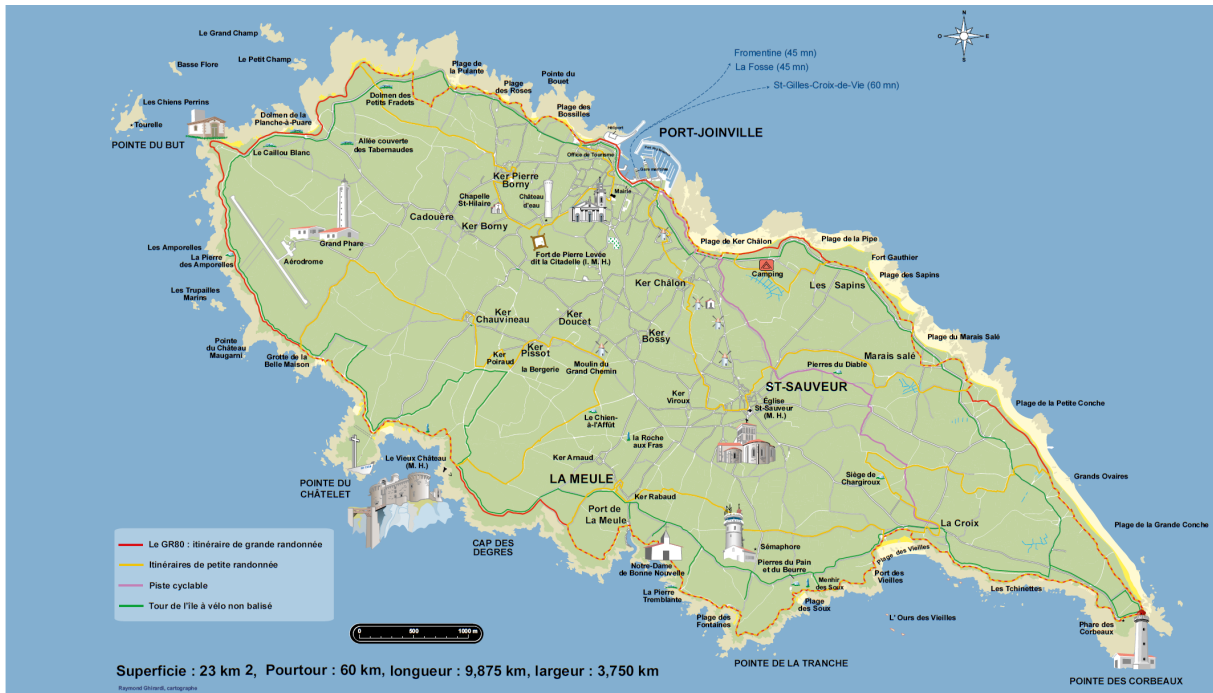 Le Grand Champ
Le Petit Champ
Basse Flore
Les Chiens Perrins
Tourelle
POINTE DU BUT
Dolmen de la
Planche-à-Puare
Le Caillou Blanc
Dolmen des
Petits Fradets
Allée couverte
des Tabernaudes
Plage de
la Pulante
Plage
des Roses
Pointe du
Bouet
Plage des
Bossilles
Fromentine (45 mn)
La Fosse (45 mn)
St-Gilles-Croix-de-Vie (60 mn)
N
O
E
S
PORT-JOINVILLE
Office de Tourisme
Gare maritime
Mairie
Ker Pierre
Borny
Château
d'eau
Chapelle
St-Hilaire
Cadouère
Ker Borny
Fort de Pierre Levée
dit la Citadelle (I. M. H.)
Grand Phare
Aérodrome
Les Amporelles
La Pierre
des Amporelles
Les Trupailles
Marins
Pointe
du Château
Maugarni
Grotte de la
Belle Maison
Plage de Ker Châlon
Plage de la Pipe
Camping
Fort Gauthier
Plage des Sapins
Les Sapins
Ker Châlon
Ker
Chauvineau
Ker
Doucet
Ker
Bossy
Ker
Pissot
Ker
Poiraud
la Bergerie
Moulin du
Grand Chemin
Plage du Marais Salé
Marais salé
Pierres du Diable
ST-SAUVEUR
Ker
Viroux
Église
St-Sauveur
(M. H.)
Plage de la Petite Conche
Le Chien-
à-l'Affût
la Roche
aux Fras
Ker Arnaud
Le Vieux Château
(M. H.)
POINTE DU
CHÂTELET
LA MEULE
Ker Rabaud
Siège de
Chargiroux
Grands Ovaires
Port de
La Meule
La Croix
Plage de la Grande Conche
CAP DES
DEGRES
Sémaphore
Plage des Vieilles
Notre-Dame
de Bonne Nouvelle
Pierres du Pain
et du Beurre
Menhir
des Soux
Port des
Vieilles
La Pierre
Tremblante
Plage
des Soux
Les Tchinettes
Plage des
Fontaines
L' Ours des Vieilles
Phare des
Corbeaux
POINTE DE LA TRANCHE
POINTE DES CORBEAUX
Le GR80 : itinéraire de grande randonnée
Itinéraires de petite randonnée
Piste cyclable
Tour de l'île à vélo non balisé
0 500 1000 m
Superficie : 23 km 2, Pourtour : 60 km, longueur : 9,875 km, largeur : 3,750 km
Raymond Ghirardi, cartographe